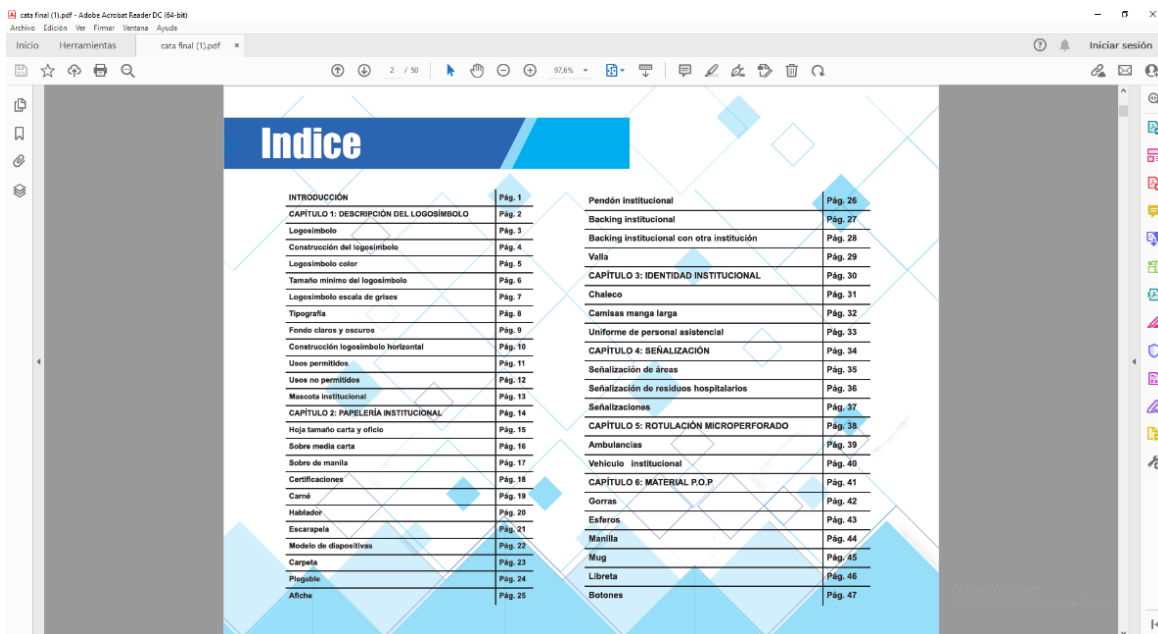 cata final (1).pdf - Adobe Acrobat Reader DC (64-bit)
Archivo Edición Ver Firmar Ventana Ayuda
Inicio Herramientas cata final (1).pdf × Iniciar sesión
2 / 50 97,6%
Indice
INTRODUCCIÓN Pág. 1
CAPÍTULO 1: DESCRIPCIÓN DEL LOGOSÍMBOLO Pág. 2
Logosímbolo Pág. 3
Construcción del logosímbolo Pág. 4
Logosímbolo color Pág. 5
Tamaño mínimo del logosímbolo Pág. 6
Logosímbolo escala de grises Pág. 7
Tipografía Pág. 8
Fondo claros y oscuros Pág. 9
Construcción logosímbolo horizontal Pág. 10
Usos permitidos Pág. 11
Usos no permitidos Pág. 12
Mascota institucional Pág. 13
CAPÍTULO 2: PAPELERÍA INSTITUCIONAL Pág. 14
Hoja tamaño carta y oficio Pág. 15
Sobre media carta Pág. 16
Sobre de manila Pág. 17
Certificaciones Pág. 18
Carné Pág. 19
Hablador Pág. 20
Escarapela Pág. 21
Modelo de diapositivas Pág. 22
Carpeta Pág. 23
Plegable Pág. 24
Afiche Pág. 25
Pendón institucional Pág. 26
Backing institucional Pág. 27
Backing institucional con otra institución Pág. 28
Valla Pág. 29
CAPÍTULO 3: IDENTIDAD INSTITUCIONAL Pág. 30
Chaleco Pág. 31
Camisas manga larga Pág. 32
Uniforme de personal asistencial Pág. 33
CAPÍTULO 4: SEÑALIZACIÓN Pág. 34
Señalización de áreas Pág. 35
Señalización de residuos hospitalarios Pág. 36
Señalizaciones Pág. 37
CAPÍTULO 5: ROTULACIÓN MICROPERFORADO Pág. 38
Ambulancias Pág. 39
Vehículo institucional Pág. 40
CAPÍTULO 6: MATERIAL P.O.P Pág. 41
Gorras Pág. 42
Esferos Pág. 43
Manilla Pág. 44
Mug Pág. 45
Libreta Pág. 46
Botones Pág. 47